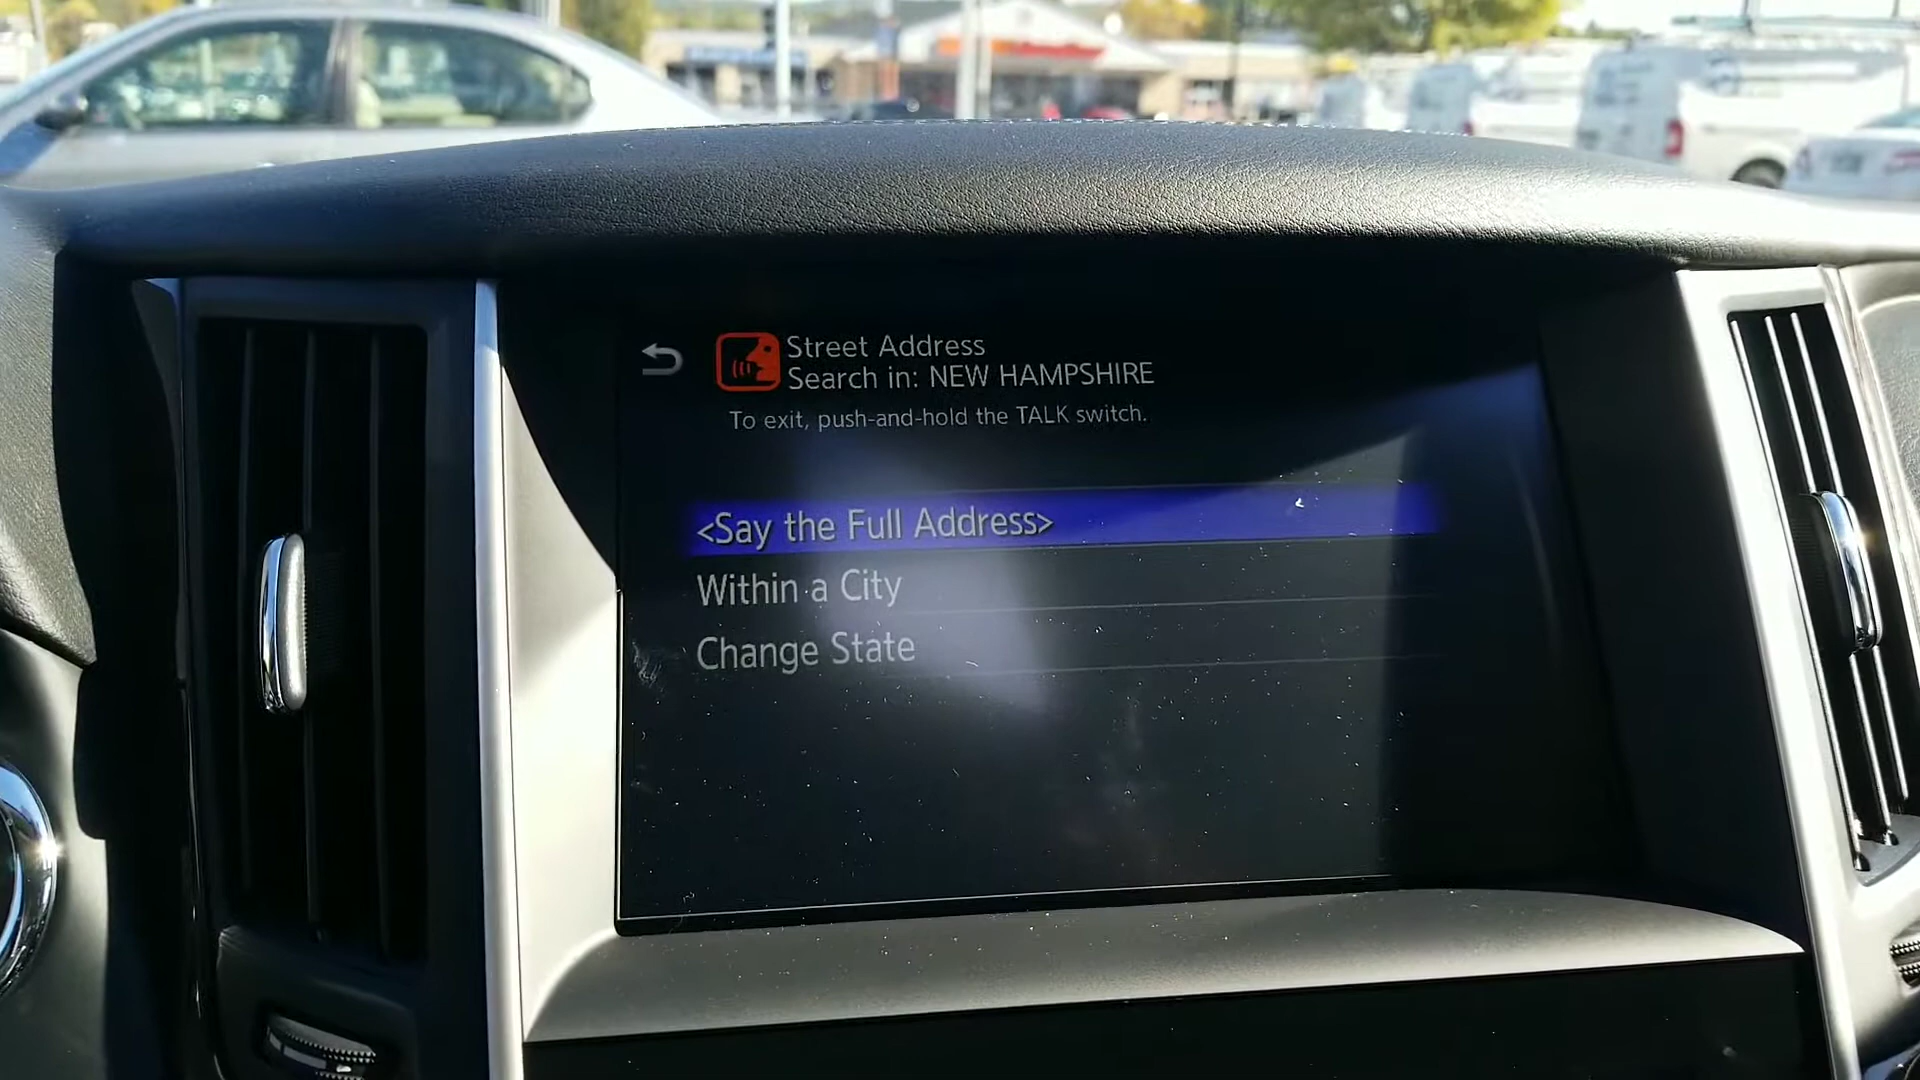 Street Address
Search in: NEW HAMPSHIRE
To exit, push-and-hold the TALK switch.
<Say the Full Address>
Within a City
Change State